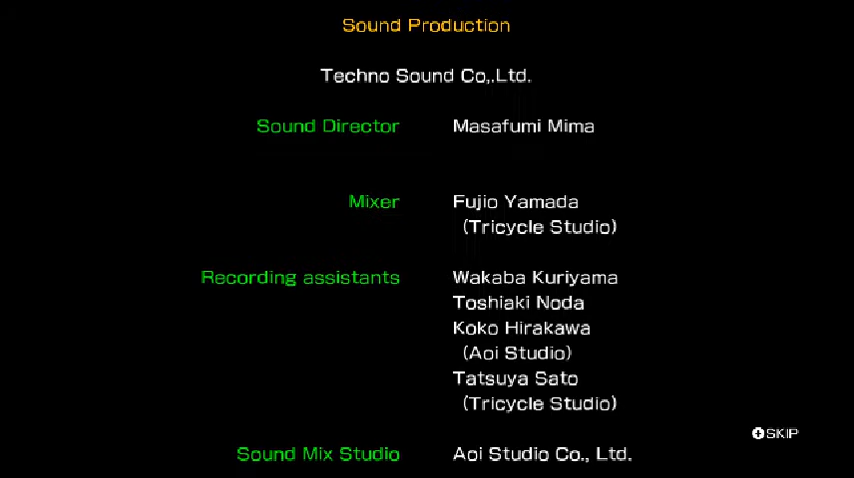 Sound Production
Techno Sound Co,.Ltd.
Sound Director Masafumi Mima
Mixer Fujio Yamada
(Tricycle Studio)
Recording assistants Wakaba Kuriyama
Toshiaki Noda
Koko Hirakawa
(Aoi Studio)
Tatsuya Sato
(Tricycle Studio)
SKIP
Sound Mix Studio Aoi Studio Co., Ltd.